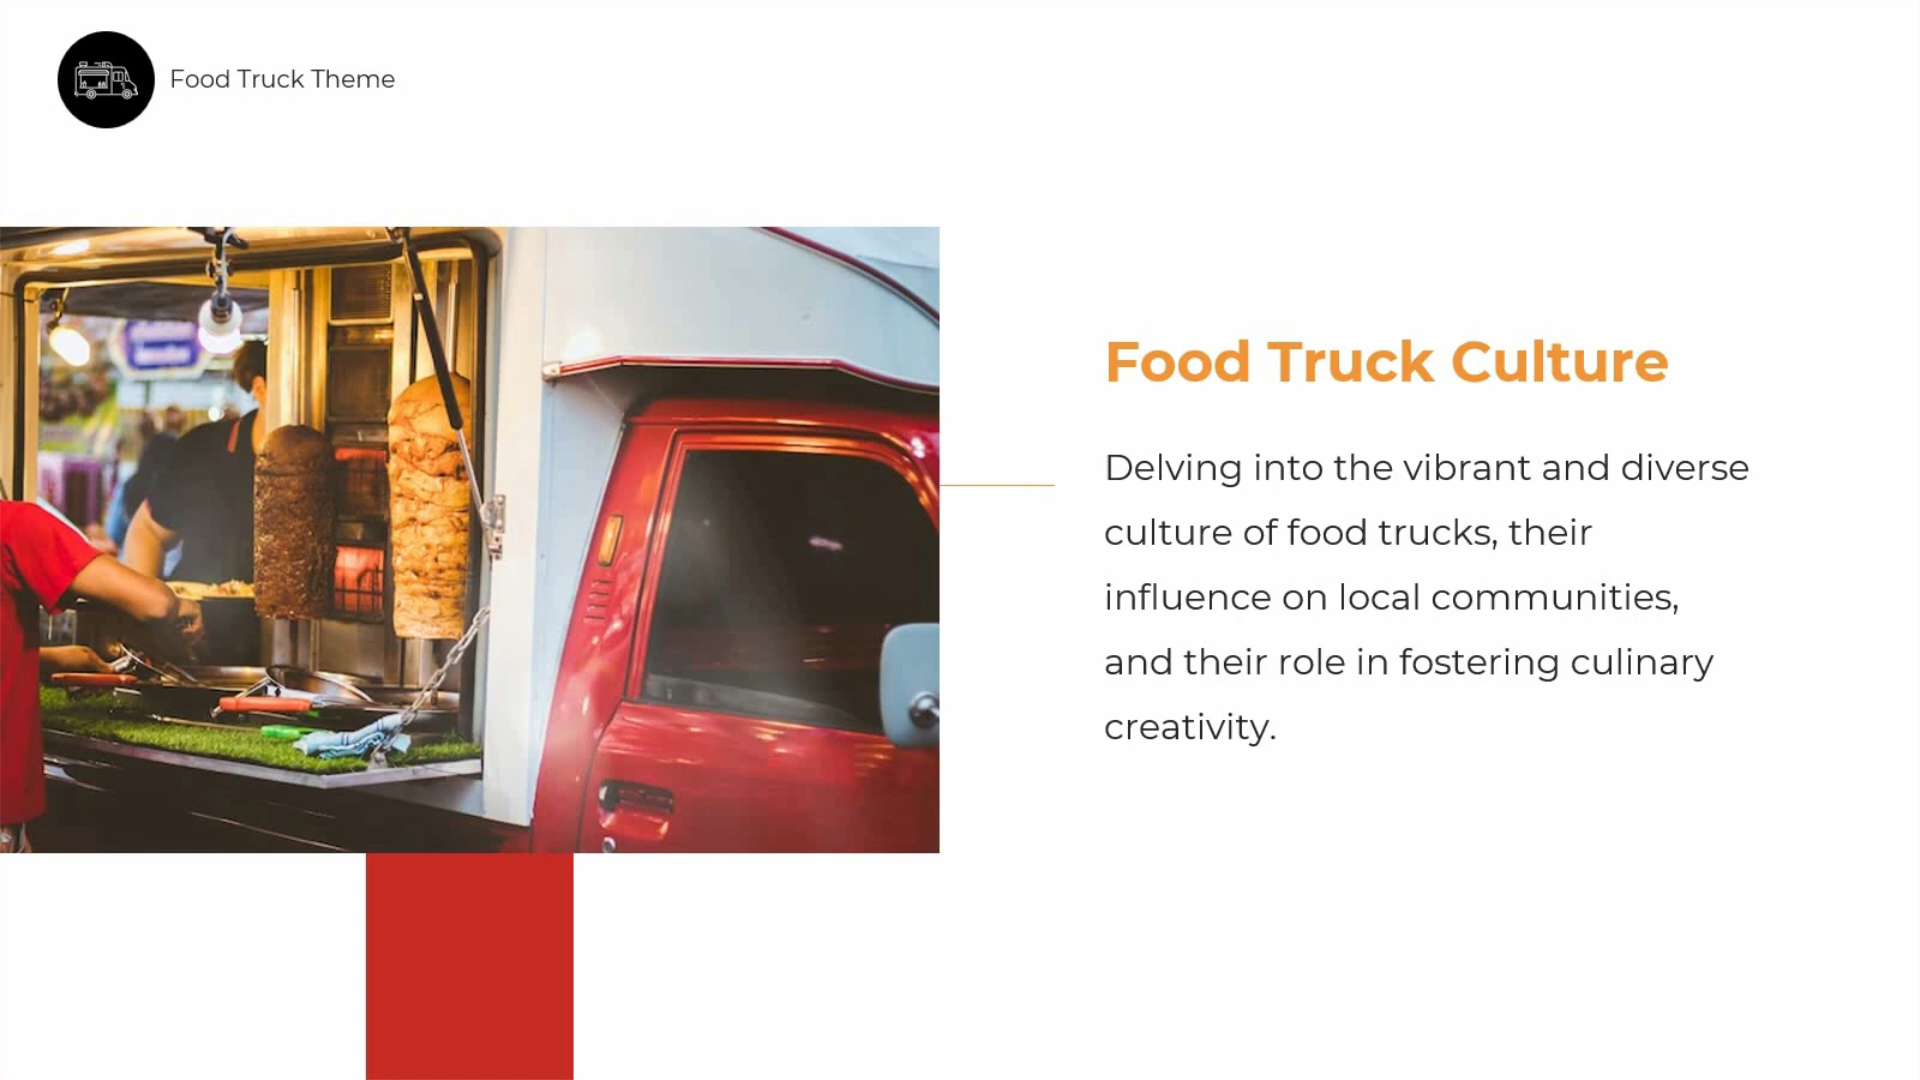 Food Truck Theme
Food Truck Culture
Delving into the vibrant and diverse
culture of food trucks, their
influence on local communities,
and their role in fostering culinary
creativity.